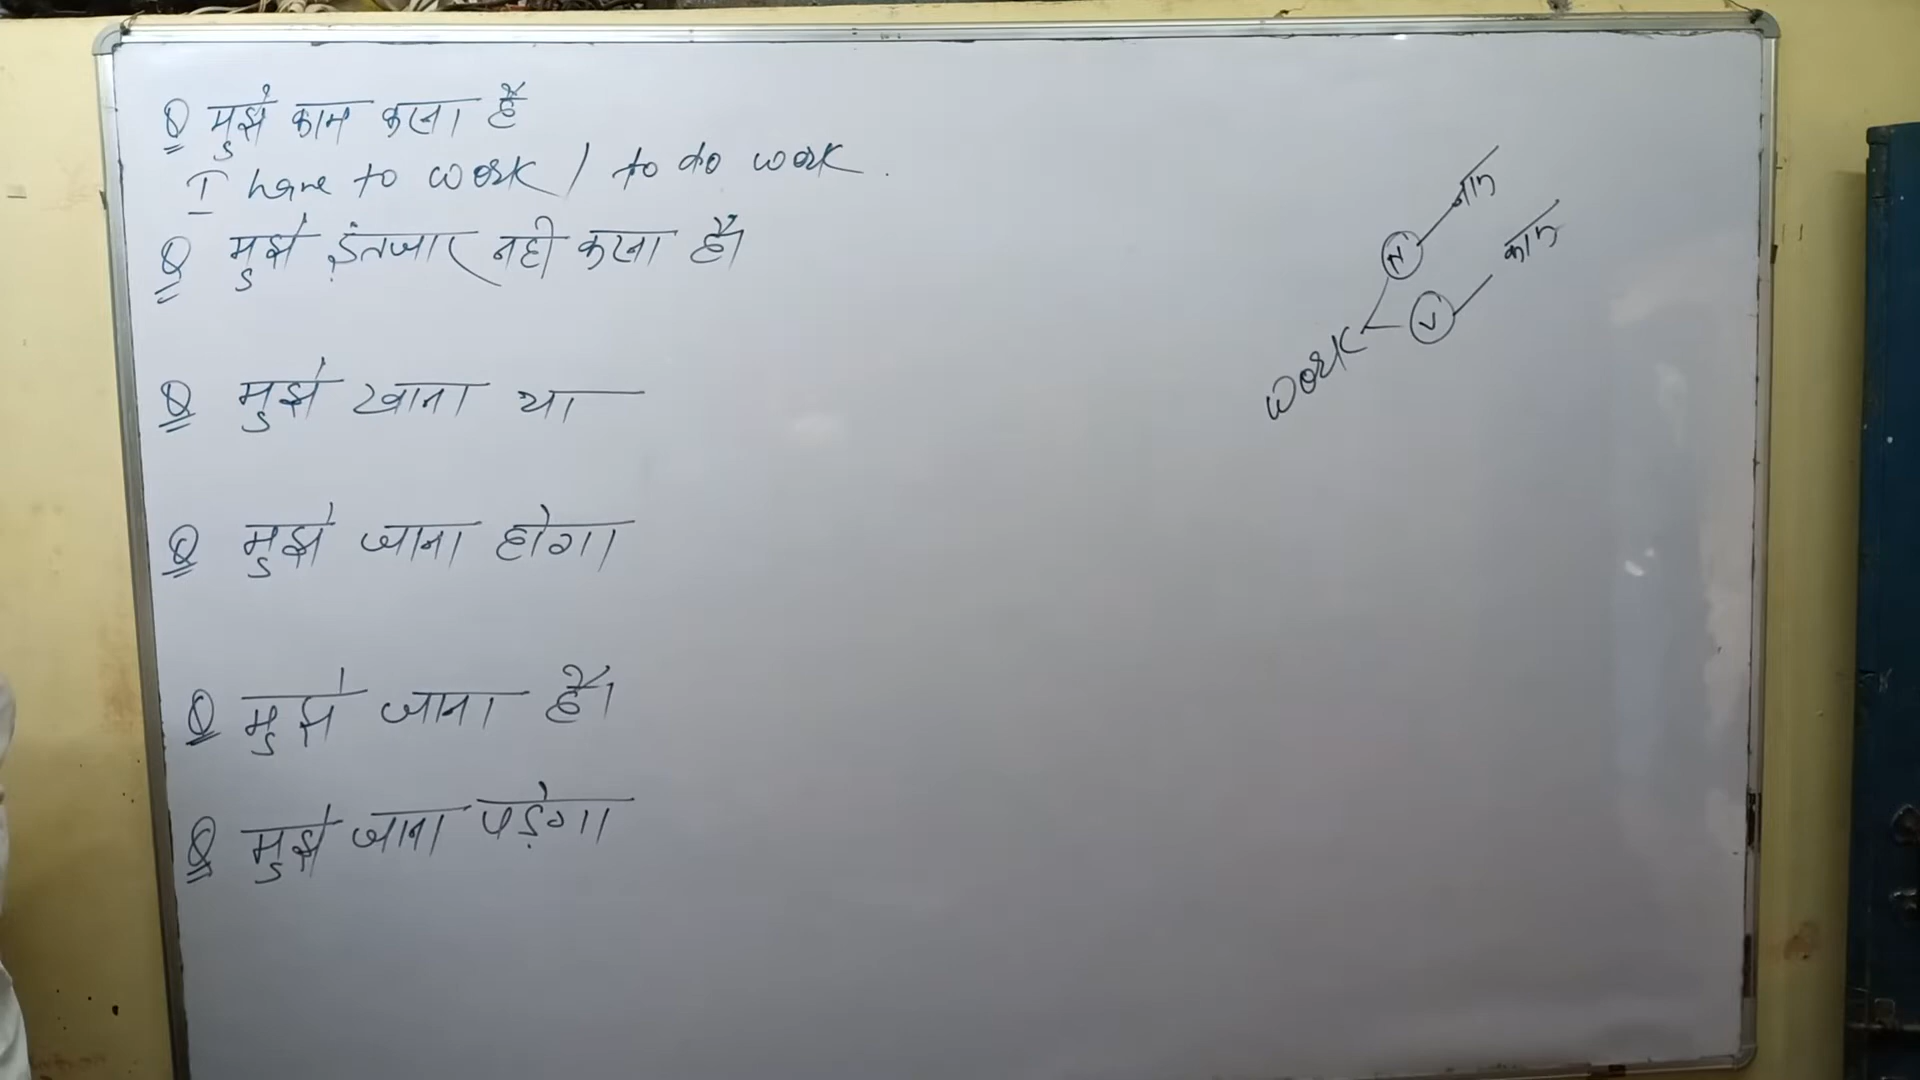 Q मुझे काम करना है
I have to work / to do work.
Q मुझे इंतजार नही करना है।
Q मुझे खाना था
Q मुझे जाना होगा
Q मुझे जाना है।
Q मुझे जाना पड़ेगा
work
N
V काम